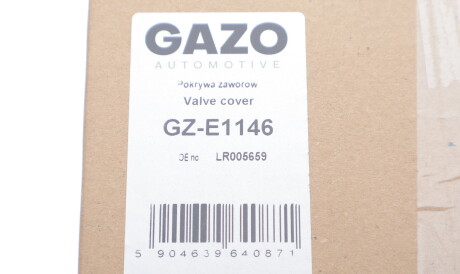 GAZO
AUTOMOTIVE
Pokrywa zaworow
Valve cover
GZ-E1146
OE no LR005659
5 904639 640871